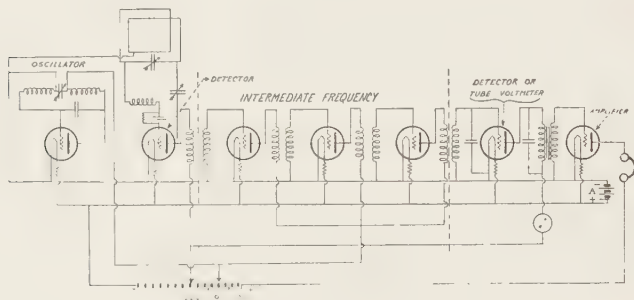 OSCILLATOR
DETECTOR
INTERMEDIATE FREQUENCY
DETECTOR OR
TUBE VOLTMETER
AMPLIFIER
A